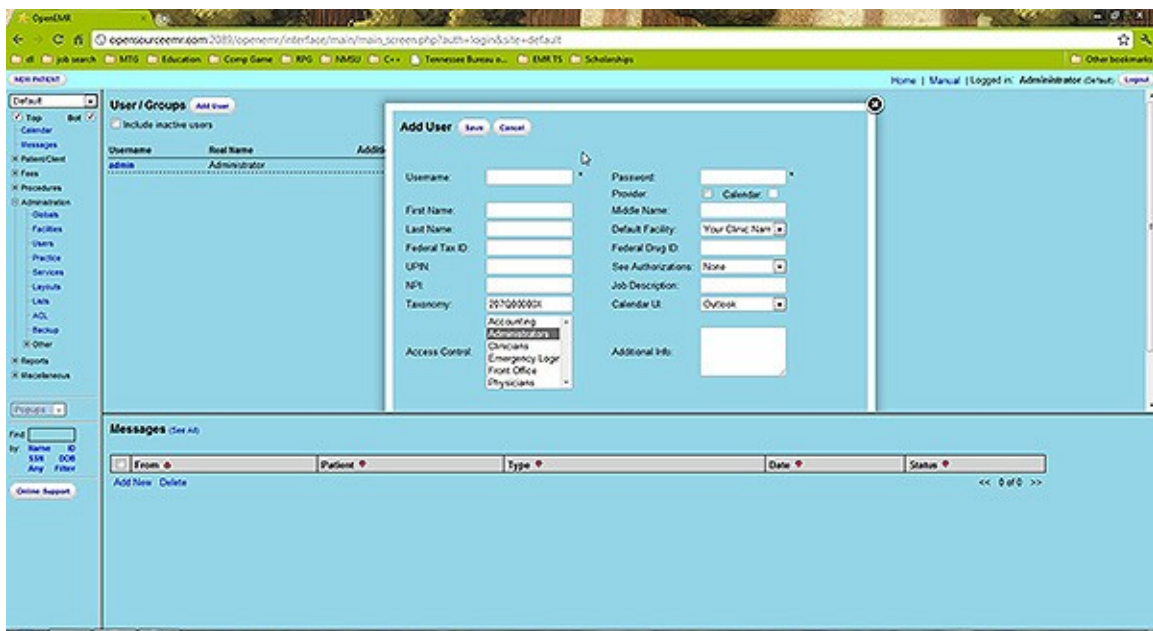 OpenEMR
opensourceemr.com:2089/openemr/interface/main/main_screen.php?auth=login&site=default
dl job search MTG Education Comp Game RPG NMSU C++ Tennessee Bureau o... EMR TS Scholarships Other bookmarks
NEW PATIENT Home | Manual | Logged in: Administrator (Default) Logout
Default
Top Bot
Calendar
Messages
Patient/Client
Fees
Procedures
Administration
Globals
Facilities
Users
Practice
Services
Layouts
Lists
ACL
Backup
Other
Reports
Miscellaneous
Popups
Find
by: Name ID
SSN DOB
Any Filter
Online Support
User / Groups Add User
Include inactive users
Username Real Name Additi
admin Administrator
Add User Save Cancel
Username: * Password: *
Provider: Calendar:
First Name: Middle Name:
Last Name: Default Facility: Your Clinic Nam
Federal Tax ID: Federal Drug ID:
UPIN: See Authorizations: None
NPI: Job Description:
Taxonomy: 207Q00000X Calendar UI: Outlook
Access Control: Additional Info:
Accounting
Administrators
Clinicians
Emergency Login
Front Office
Physicians
Messages (See All)
From Patient Type Date Status
Add New Delete << 0 of 0 >>